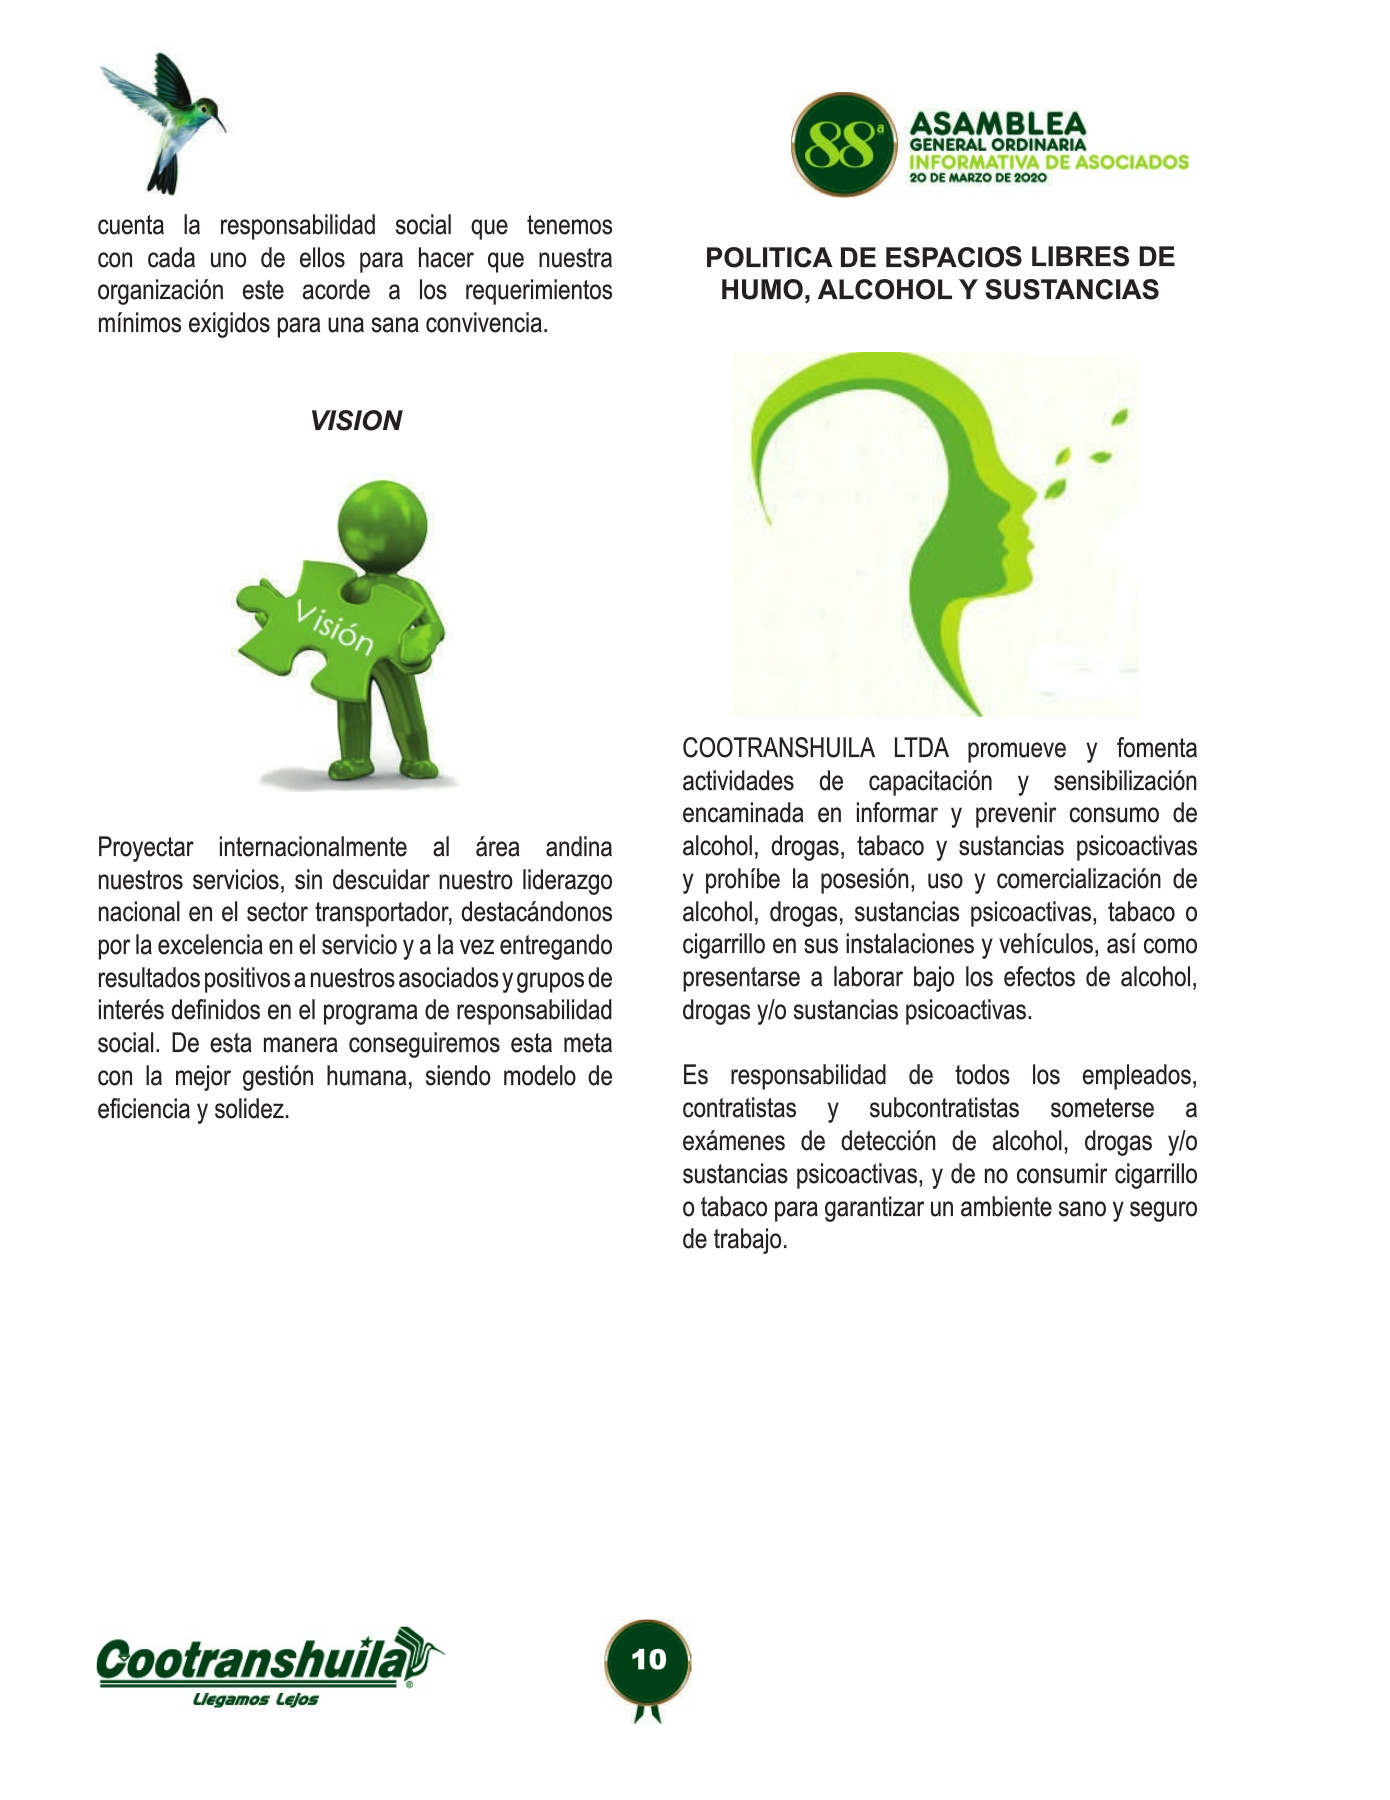 88ª
ASAMBLEA
GENERAL ORDINARIA
INFORMATIVA DE ASOCIADOS
20 DE MARZO DE 2020
cuenta la responsabilidad social que tenemos
con cada uno de ellos para hacer que nuestra
organización este acorde a los requerimientos
mínimos exigidos para una sana convivencia.
VISION
Visión
Proyectar internacionalmente al área andina
nuestros servicios, sin descuidar nuestro liderazgo
nacional en el sector transportador, destacándonos
por la excelencia en el servicio y a la vez entregando
resultados positivos a nuestros asociados y grupos de
interés definidos en el programa de responsabilidad
social. De esta manera conseguiremos esta meta
con la mejor gestión humana, siendo modelo de
eficiencia y solidez.
POLITICA DE ESPACIOS LIBRES DE
HUMO, ALCOHOL Y SUSTANCIAS
COOTRANSHUILA LTDA promueve y fomenta
actividades de capacitación y sensibilización
encaminada en informar y prevenir consumo de
alcohol, drogas, tabaco y sustancias psicoactivas
y prohíbe la posesión, uso y comercialización de
alcohol, drogas, sustancias psicoactivas, tabaco o
cigarrillo en sus instalaciones y vehículos, así como
presentarse a laborar bajo los efectos de alcohol,
drogas y/o sustancias psicoactivas.
Es responsabilidad de todos los empleados,
contratistas y subcontratistas someterse a
exámenes de detección de alcohol, drogas y/o
sustancias psicoactivas, y de no consumir cigarrillo
o tabaco para garantizar un ambiente sano y seguro
de trabajo.
Cootranshuila®
Llegamos Lejos
10